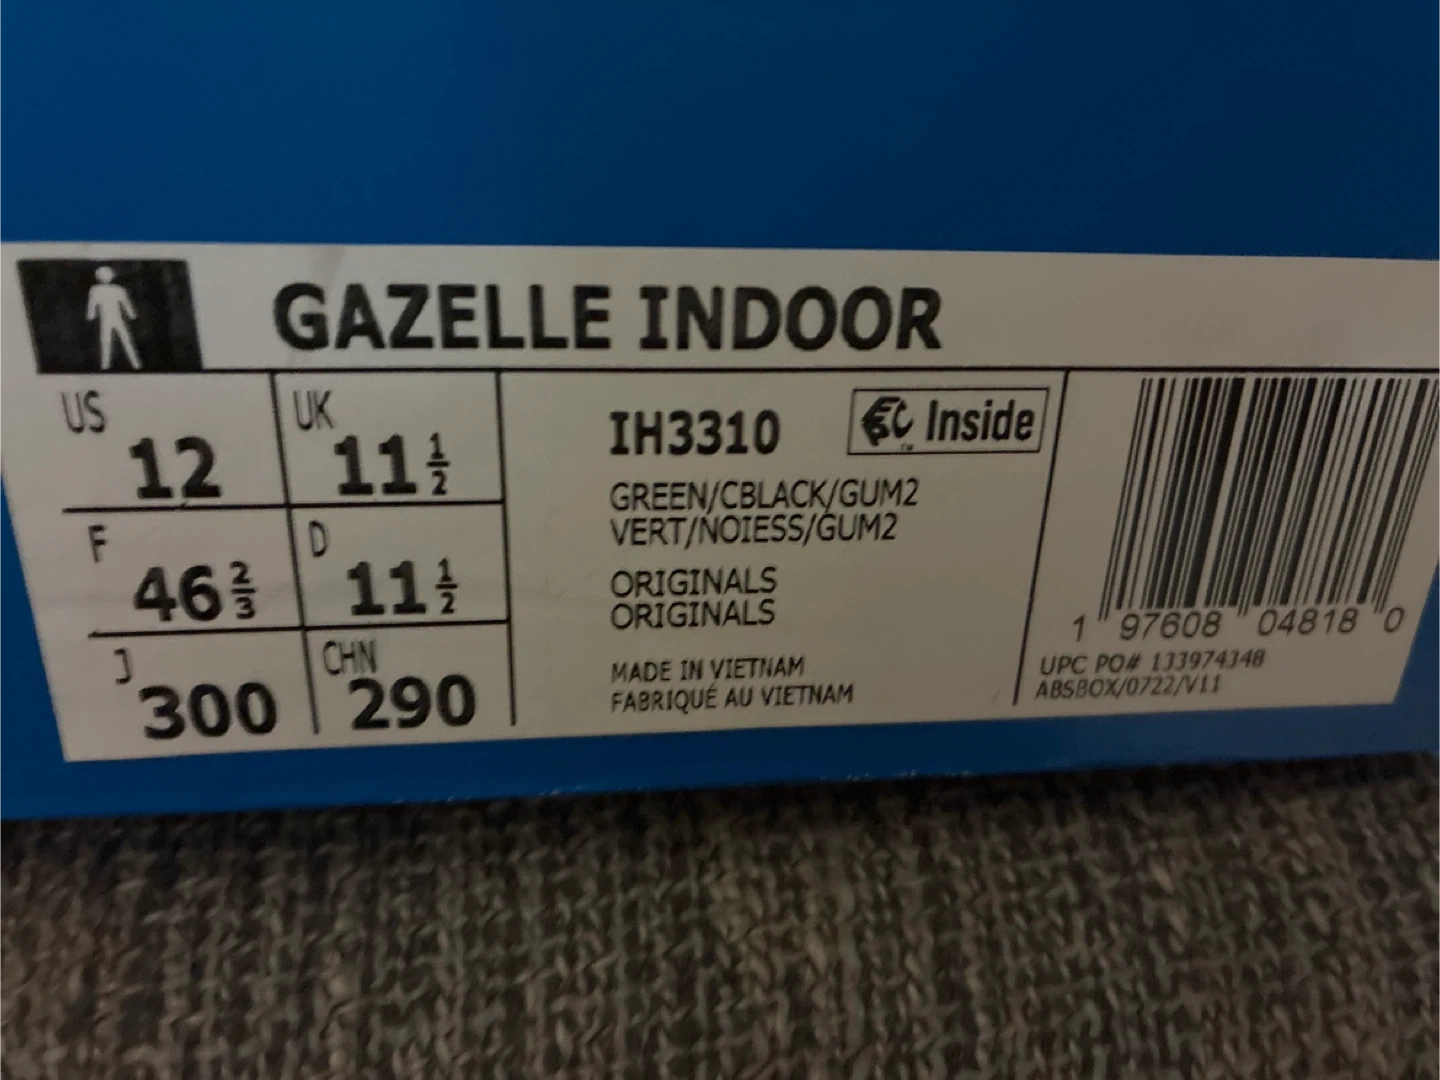 GAZELLE INDOOR
US 12
UK 11 1/2
F 46 2/3
D 11 1/2
J 300
CHN 290
IH3310
Inside
GREEN/CBLACK/GUM2
VERT/NOIESS/GUM2
ORIGINALS
ORIGINALS
MADE IN VIETNAM
FABRIQUÉ AU VIETNAM
1 97608 04818 0
UPC PO# 133974348
ABSBOX/0722/V11